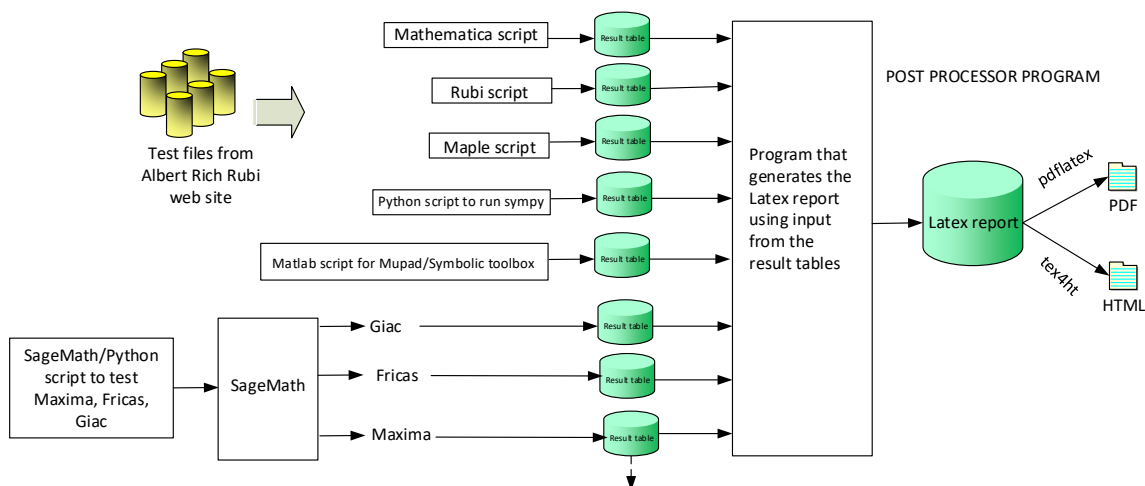 Mathematica script
Result table
Rubi script
Result table
Maple script
Result table
Python script to run sympy
Result table
Matlab script for Mupad/Symbolic toolbox
Result table
Test files from
Albert Rich Rubi
web site
SageMath/Python
script to test
Maxima, Fricas,
Giac
SageMath
Giac
Result table
Fricas
Result table
Maxima
Result table
Program that
generates the
Latex report
using input
from the
result tables
POST PROCESSOR PROGRAM
Latex report
pdflatex
PDF
tex4ht
HTML